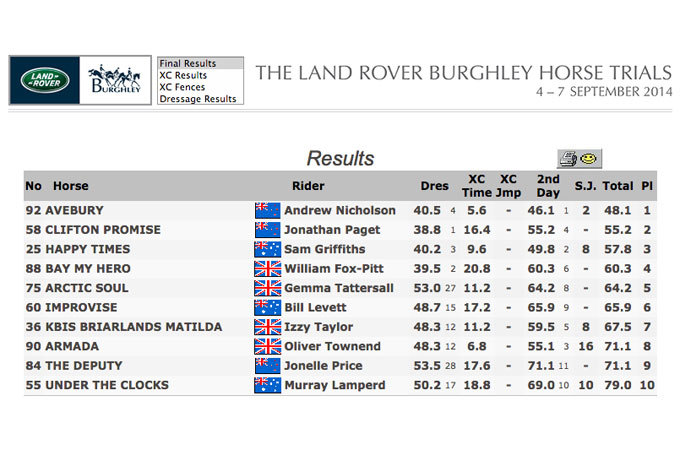 LAND ROVER
BURGHLEY
Final Results
XC Results
XC Fences
Dressage Results
THE LAND ROVER BURGHLEY HORSE TRIALS
4 – 7 SEPTEMBER 2014
Results
No Horse Rider Dres XC Time XC Jmp 2nd Day S.J. Total Pl
92 AVEBURY Andrew Nicholson 40.5 4 5.6 - 46.1 1 2 48.1 1
58 CLIFTON PROMISE Jonathan Paget 38.8 1 16.4 - 55.2 4 - 55.2 2
25 HAPPY TIMES Sam Griffiths 40.2 3 9.6 - 49.8 2 8 57.8 3
88 BAY MY HERO William Fox-Pitt 39.5 2 20.8 - 60.3 6 - 60.3 4
75 ARCTIC SOUL Gemma Tattersall 53.0 27 11.2 - 64.2 8 - 64.2 5
60 IMPROVISE Bill Levett 48.7 15 17.2 - 65.9 9 - 65.9 6
36 KBIS BRIARLANDS MATILDA Izzy Taylor 48.3 12 11.2 - 59.5 5 8 67.5 7
90 ARMADA Oliver Townend 48.3 12 6.8 - 55.1 3 16 71.1 8
84 THE DEPUTY Jonelle Price 53.5 28 17.6 - 71.1 11 - 71.1 9
55 UNDER THE CLOCKS Murray Lamperd 50.2 17 18.8 - 69.0 10 10 79.0 10